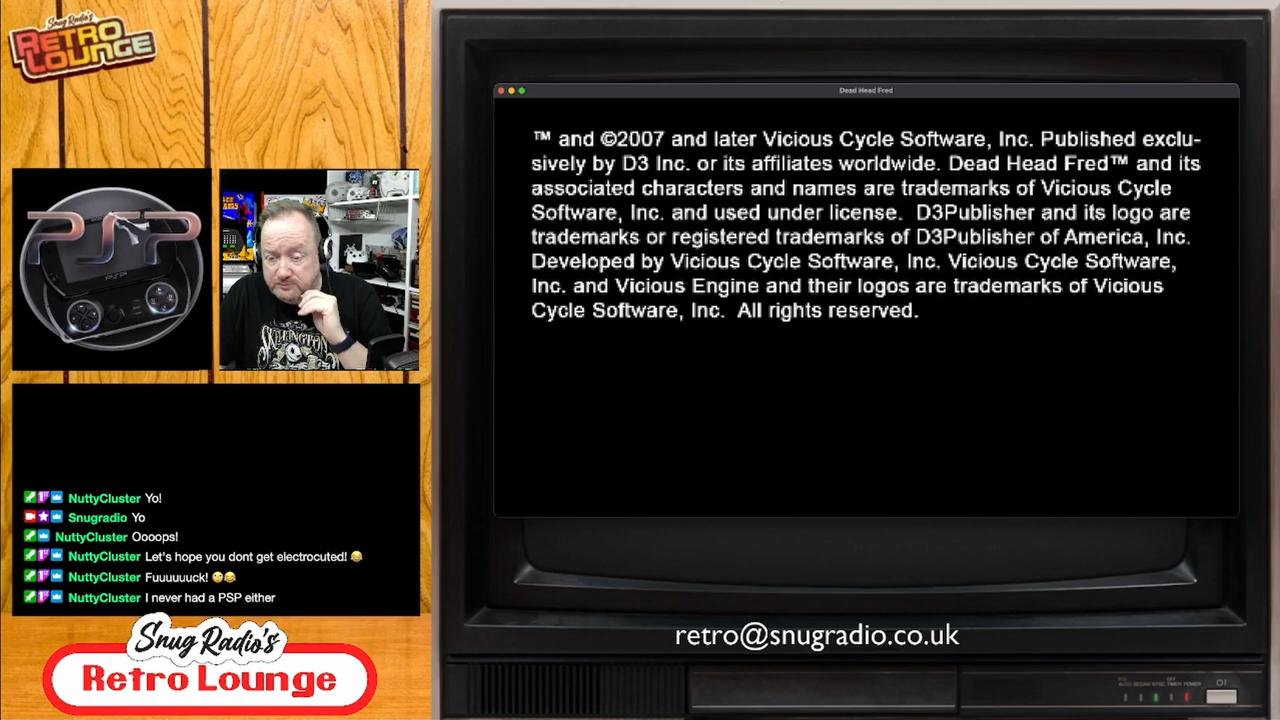 Snug Radio's
RETRO
LOUNGE
PSP
Dead Head Fred
™ and ©2007 and later Vicious Cycle Software, Inc. Published exclu-
sively by D3 Inc. or its affiliates worldwide. Dead Head Fred™ and its
associated characters and names are trademarks of Vicious Cycle
Software, Inc. and used under license. D3Publisher and its logo are
trademarks or registered trademarks of D3Publisher of America, Inc.
Developed by Vicious Cycle Software, Inc. Vicious Cycle Software,
Inc. and Vicious Engine and their logos are trademarks of Vicious
Cycle Software, Inc. All rights reserved.
NuttyCluster Yo!
Snugradio Yo
NuttyCluster Oooops!
NuttyCluster Let's hope you dont get electrocuted! 😂
NuttyCluster Fuuuuuuck! 🙄😂
NuttyCluster I never had a PSP either
Snug Radio's
Retro Lounge
retro@snugradio.co.uk